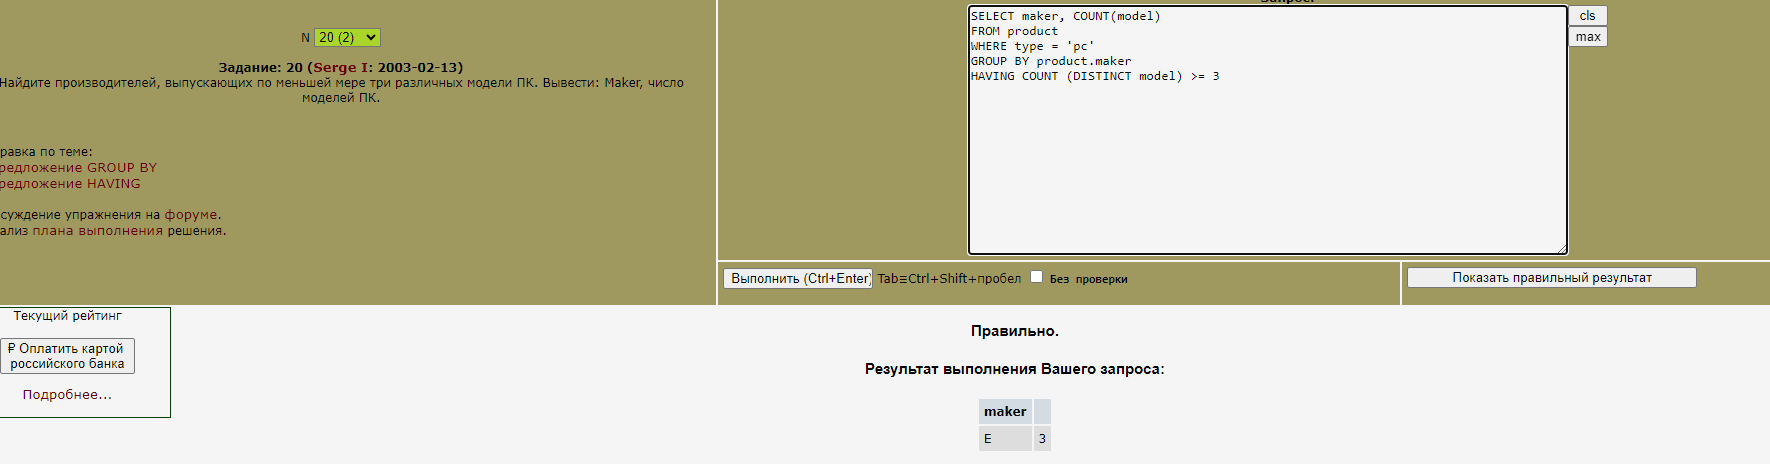 N 20 (2)
Задание: 20 (Serge I: 2003-02-13)
Найдите производителей, выпускающих по меньшей мере три различных модели ПК. Вывести: Maker, число
моделей ПК.
равка по теме:
редложение GROUP BY
редложение HAVING
суждение упражнения на форуме.
ализ плана выполнения решения.
Запрос:
SELECT maker, COUNT(model)
FROM product
WHERE type = 'pc'
GROUP BY product.maker
HAVING COUNT (DISTINCT model) >= 3
cls
max
Выполнить (Ctrl+Enter) Tab≡Ctrl+Shift+пробел Без проверки
Показать правильный результат
Текущий рейтинг
₽ Оплатить картой
российского банка
Подробнее...
Правильно.
Результат выполнения Вашего запроса:
maker
E 3